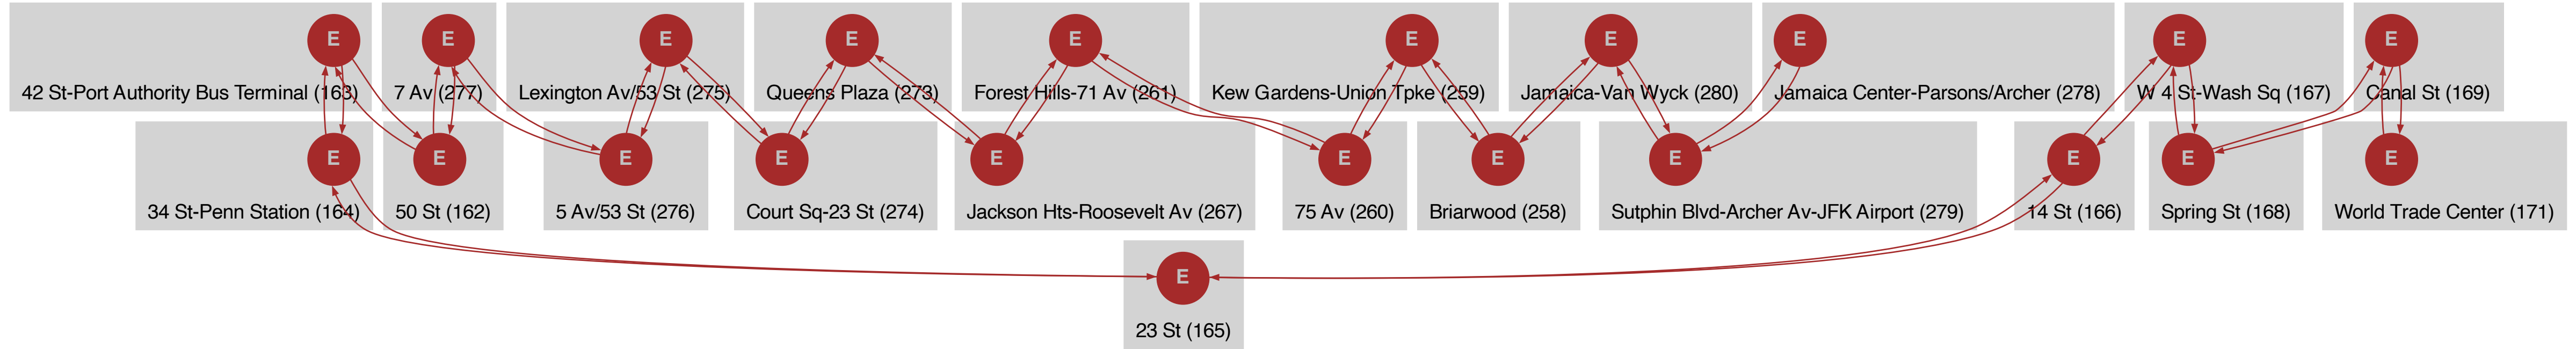 E
E
E
E
E
E
E
E
E
E
42 St-Port Authority Bus Terminal (163)
7 Av (277)
Lexington Av/53 St (275)
Queens Plaza (273)
Forest Hills-71 Av (261)
Kew Gardens-Union Tpke (259)
Jamaica-Van Wyck (280)
Jamaica Center-Parsons/Archer (278)
W 4 St-Wash Sq (167)
Canal St (169)
E
E
E
E
E
E
E
E
E
E
E
34 St-Penn Station (164)
50 St (162)
5 Av/53 St (276)
Court Sq-23 St (274)
Jackson Hts-Roosevelt Av (267)
75 Av (260)
Briarwood (258)
Sutphin Blvd-Archer Av-JFK Airport (279)
14 St (166)
Spring St (168)
World Trade Center (171)
E
23 St (165)